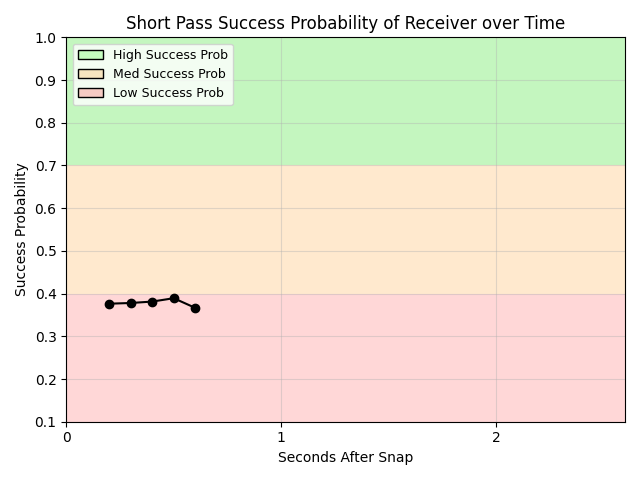 Short Pass Success Probability of Receiver over Time
1.0
High Success Prob
Med Success Prob
Low Success Prob
0.9
0.8
0.7
0.6
0.5
0.4
0.3
0.2
0.1
Success Probability
0
1
2
Seconds After Snap